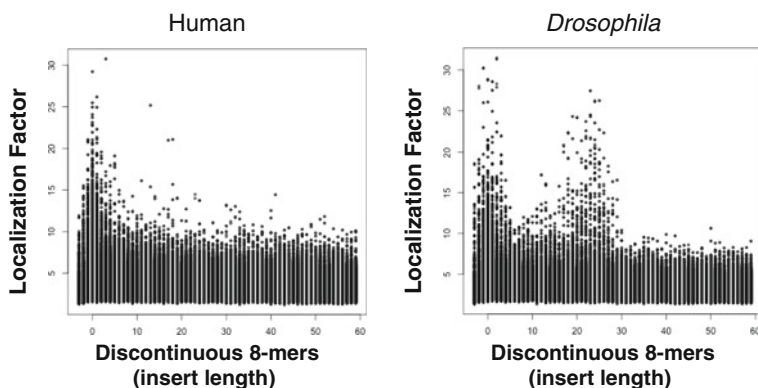 Human
Localization Factor
30
25
20
15
10
5
0 10 20 30 40 50 60
Discontinuous 8-mers
(insert length)
Drosophila
Localization Factor
30
25
20
15
10
5
0 10 20 30 40 50 60
Discontinuous 8-mers
(insert length)